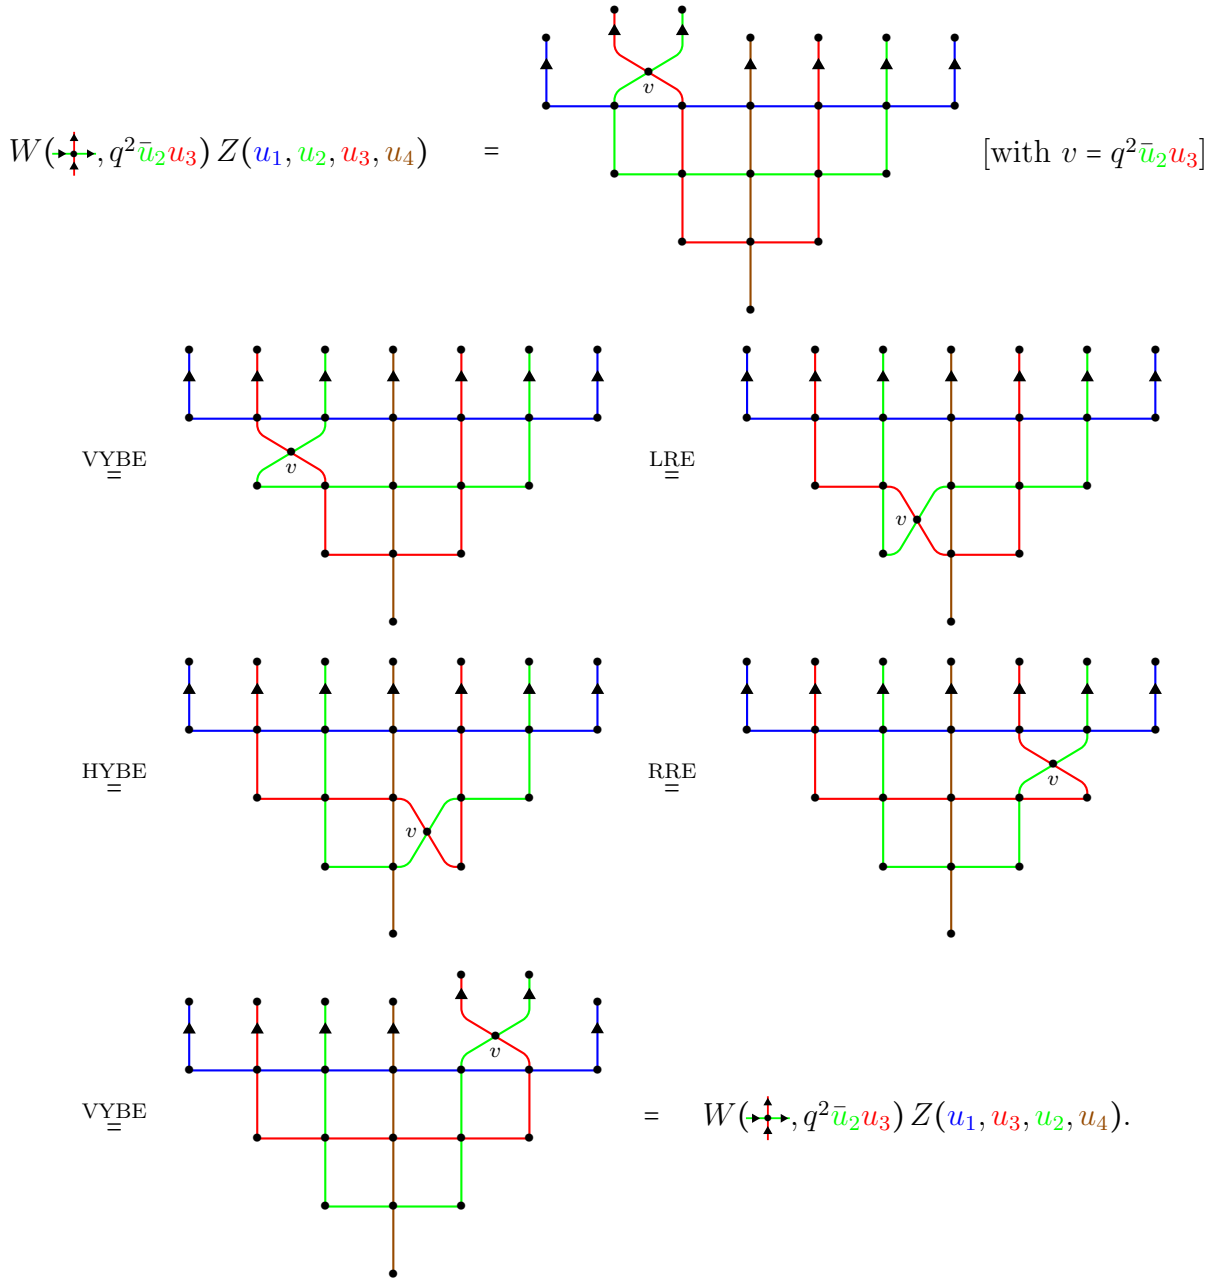 W( , q²ū₂u₃) Z(u₁, u₂, u₃, u₄) = v [with v = q²ū₂u₃]
VYBE = v LRE = v
HYBE = v RRE = v
VYBE = v = W( , q²ū₂u₃) Z(u₁, u₃, u₂, u₄).